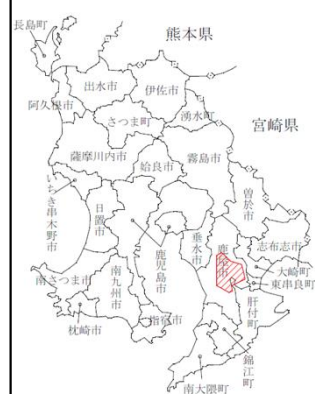 長島町
熊本県
出水市
伊佐市
阿久根市
湧水町
さつま町
宮崎県
薩摩川内市
姶良市
霧島市
いちき串木野市
日置市
曽於市
垂水市
鹿児島市
志布志市
大崎町
東串良町
南さつま市
南九州市
肝付町
枕崎市
指宿市
錦江町
南大隅町